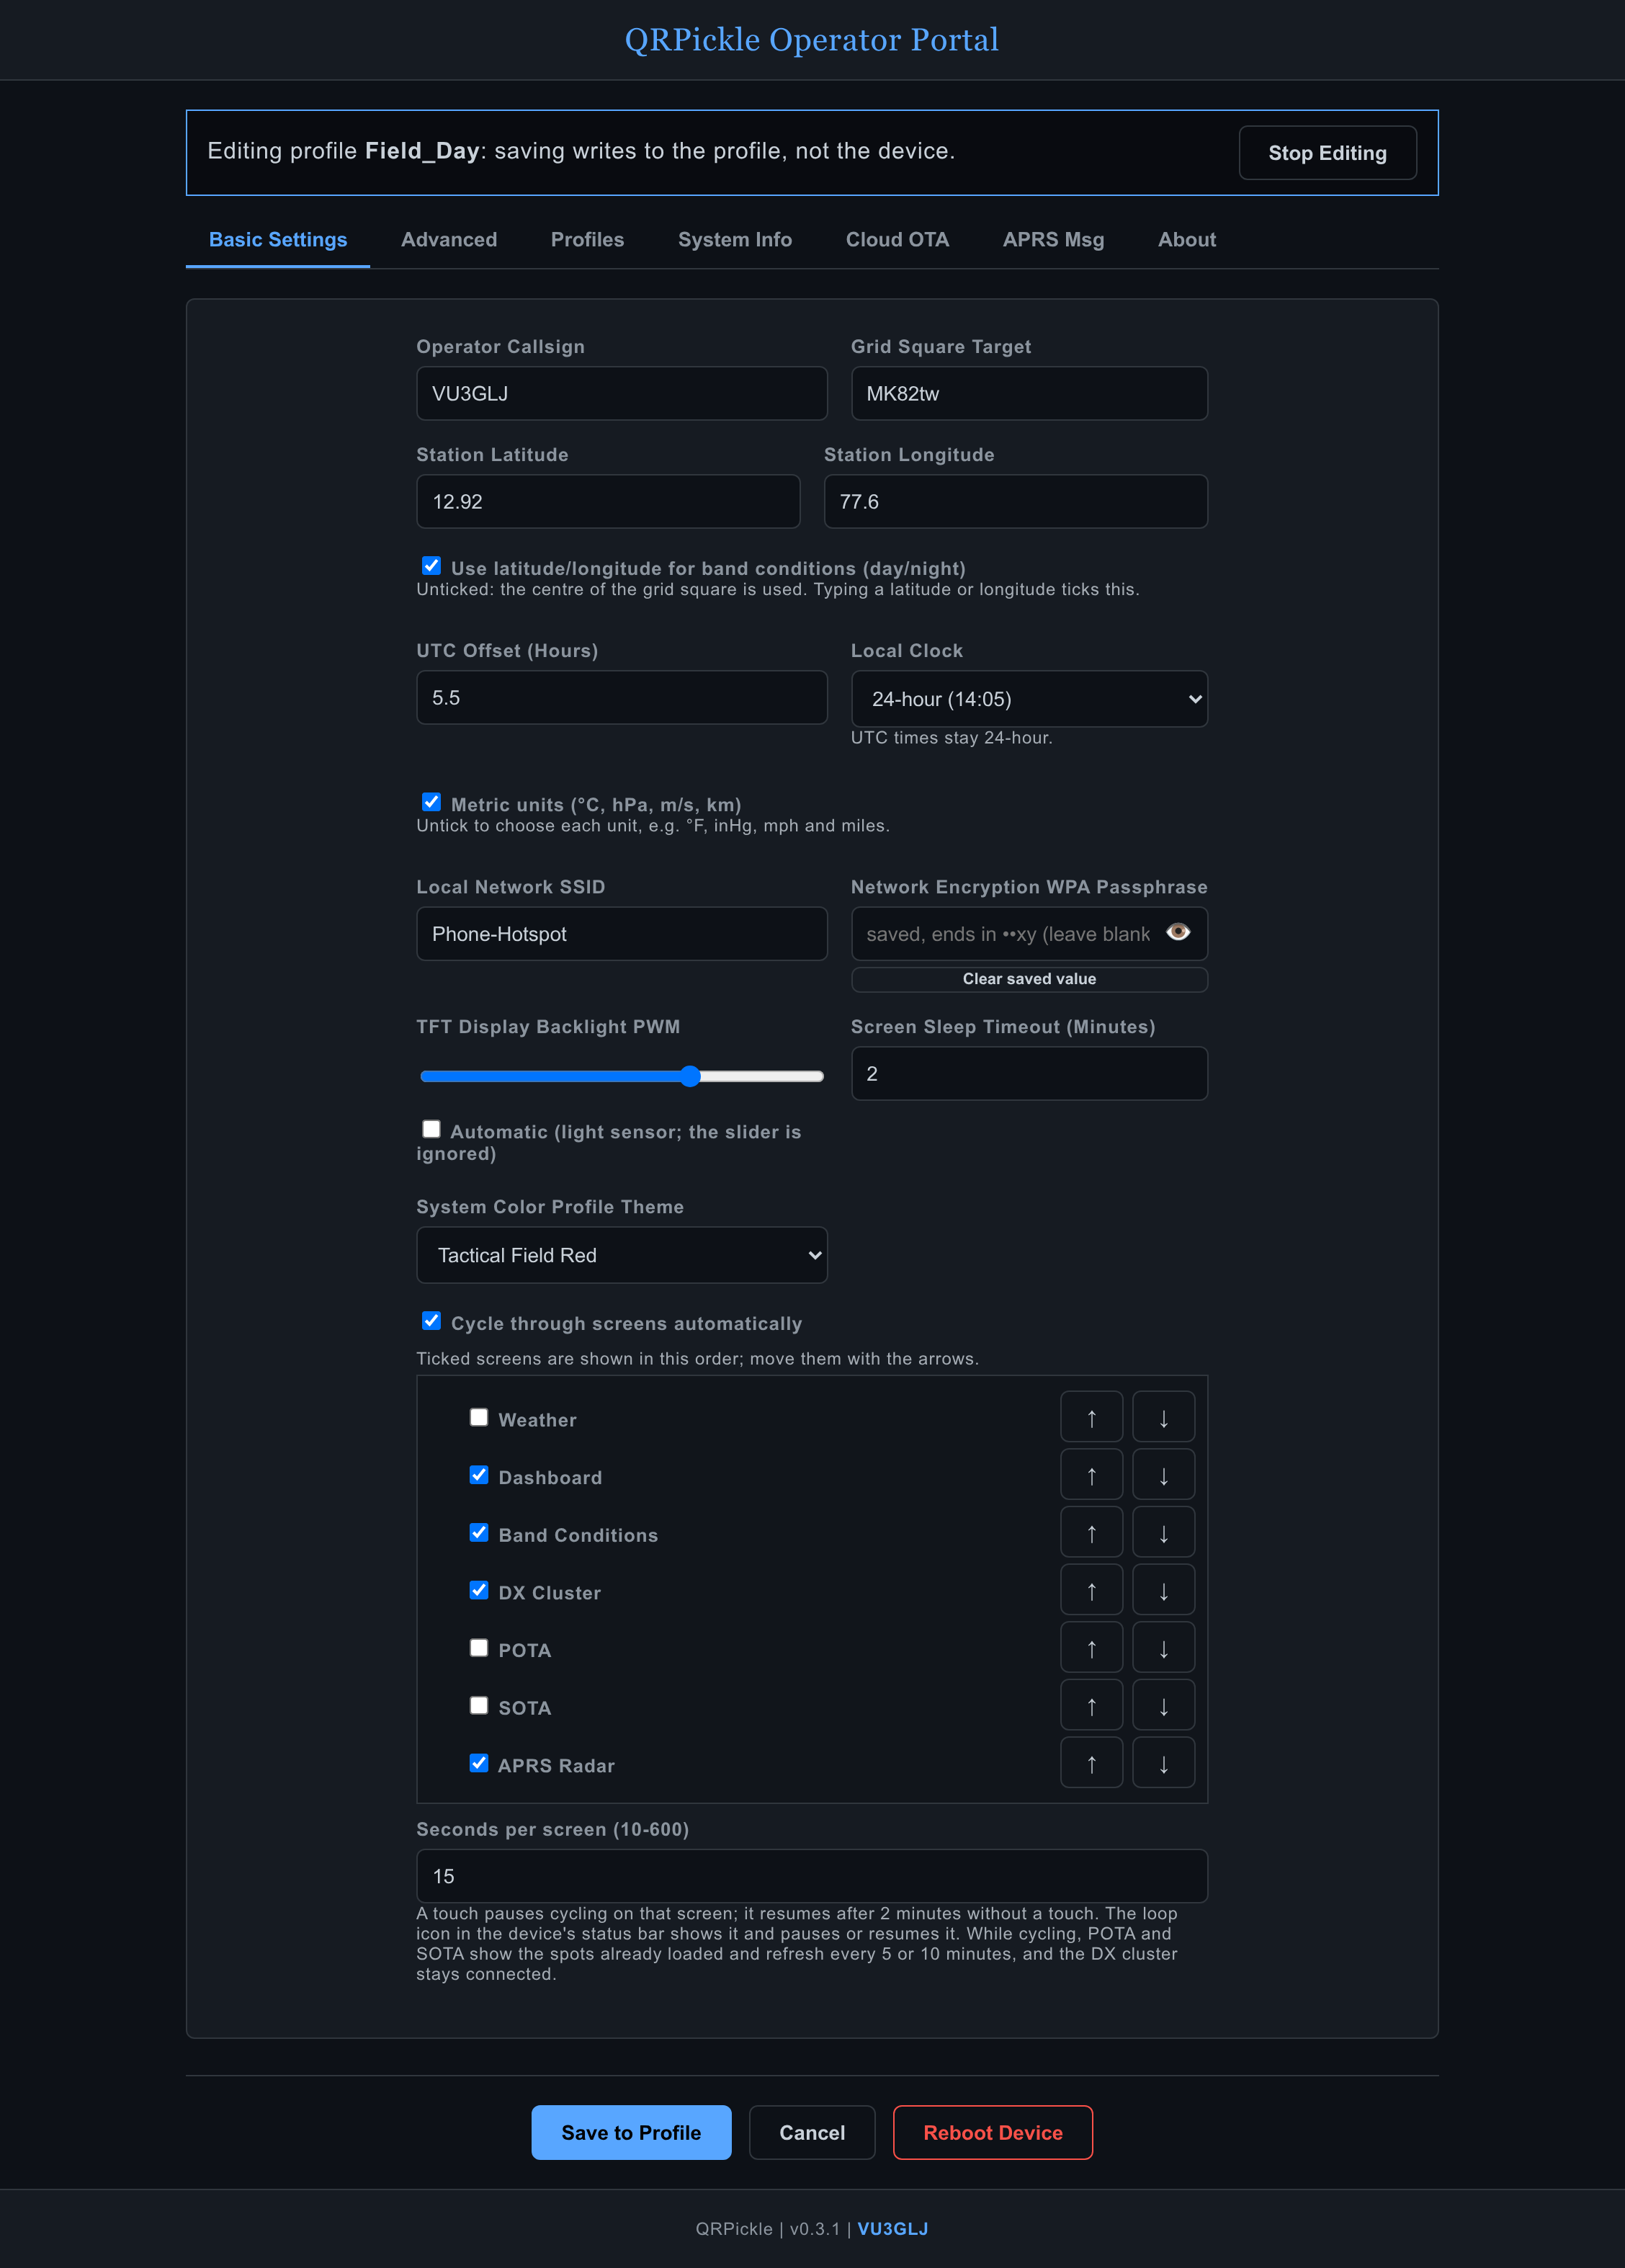 QRPickle Operator Portal
Editing profile Field_Day: saving writes to the profile, not the device.
Stop Editing
Basic Settings
Advanced
Profiles
System Info
Cloud OTA
APRS Msg
About
Operator Callsign
Grid Square Target
VU3GLJ
MK82tw
Station Latitude
Station Longitude
12.92
77.6
Use latitude/longitude for band conditions (day/night)
Unticked: the centre of the grid square is used. Typing a latitude or longitude ticks this.
UTC Offset (Hours)
Local Clock
5.5
24-hour (14:05)
UTC times stay 24-hour.
Metric units (°C, hPa, m/s, km)
Untick to choose each unit, e.g. °F, inHg, mph and miles.
Local Network SSID
Network Encryption WPA Passphrase
Phone-Hotspot
saved, ends in ••xy (leave blank
Clear saved value
TFT Display Backlight PWM
Screen Sleep Timeout (Minutes)
2
Automatic (light sensor; the slider is
ignored)
System Color Profile Theme
Tactical Field Red
Cycle through screens automatically
Ticked screens are shown in this order; move them with the arrows.
Weather ↑ ↓
Dashboard ↑ ↓
Band Conditions ↑ ↓
DX Cluster ↑ ↓
POTA ↑ ↓
SOTA ↑ ↓
APRS Radar ↑ ↓
Seconds per screen (10-600)
15
A touch pauses cycling on that screen; it resumes after 2 minutes without a touch. The loop
icon in the device's status bar shows it and pauses or resumes it. While cycling, POTA and
SOTA show the spots already loaded and refresh every 5 or 10 minutes, and the DX cluster
stays connected.
Save to Profile
Cancel
Reboot Device
QRPickle | v0.3.1 | VU3GLJ